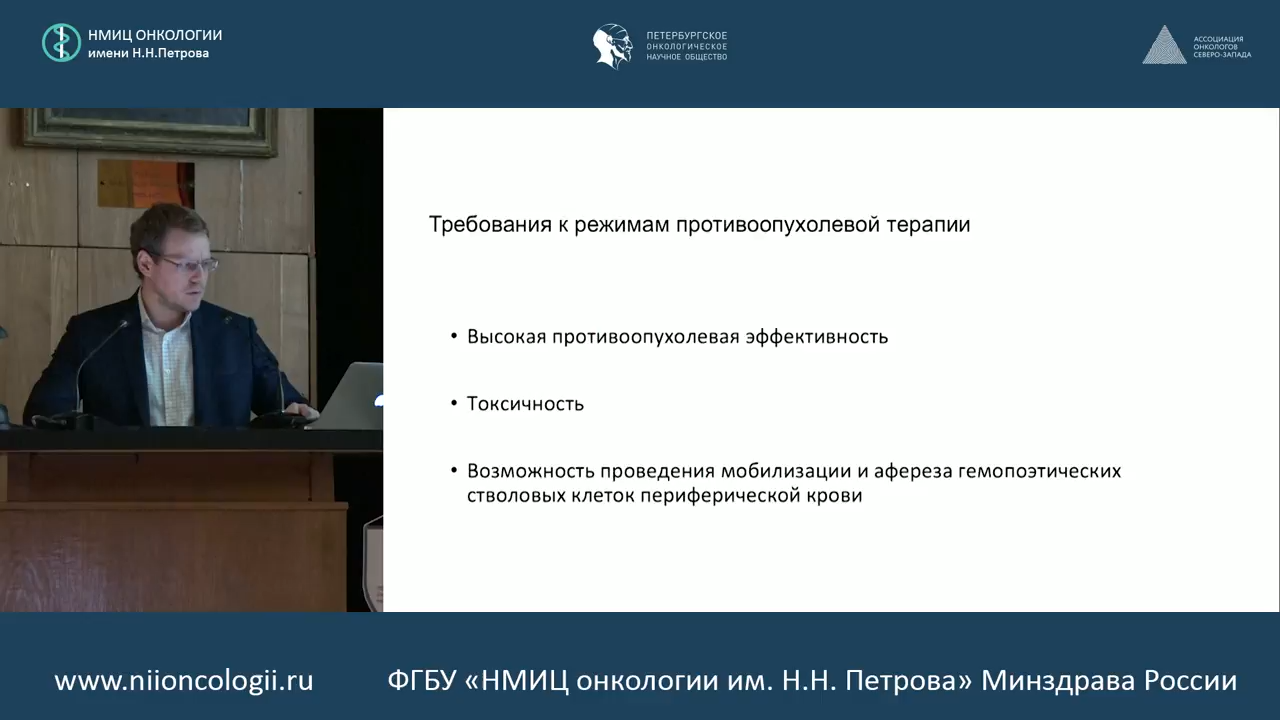 НМИЦ ОНКОЛОГИИ
имени Н.Н.Петрова
ПЕТЕРБУРГСКОЕ
ОНКОЛОГИЧЕСКОЕ
НАУЧНОЕ ОБЩЕСТВО
АССОЦИАЦИЯ
ОНКОЛОГОВ
СЕВЕРО-ЗАПАДА
Требования к режимам противоопухолевой терапии
• Высокая противоопухолевая эффективность
• Токсичность
• Возможность проведения мобилизации и афереза гемопоэтических
стволовых клеток периферической крови
www.niioncologii.ru
ФГБУ «НМИЦ онкологии им. Н.Н. Петрова» Минздрава России